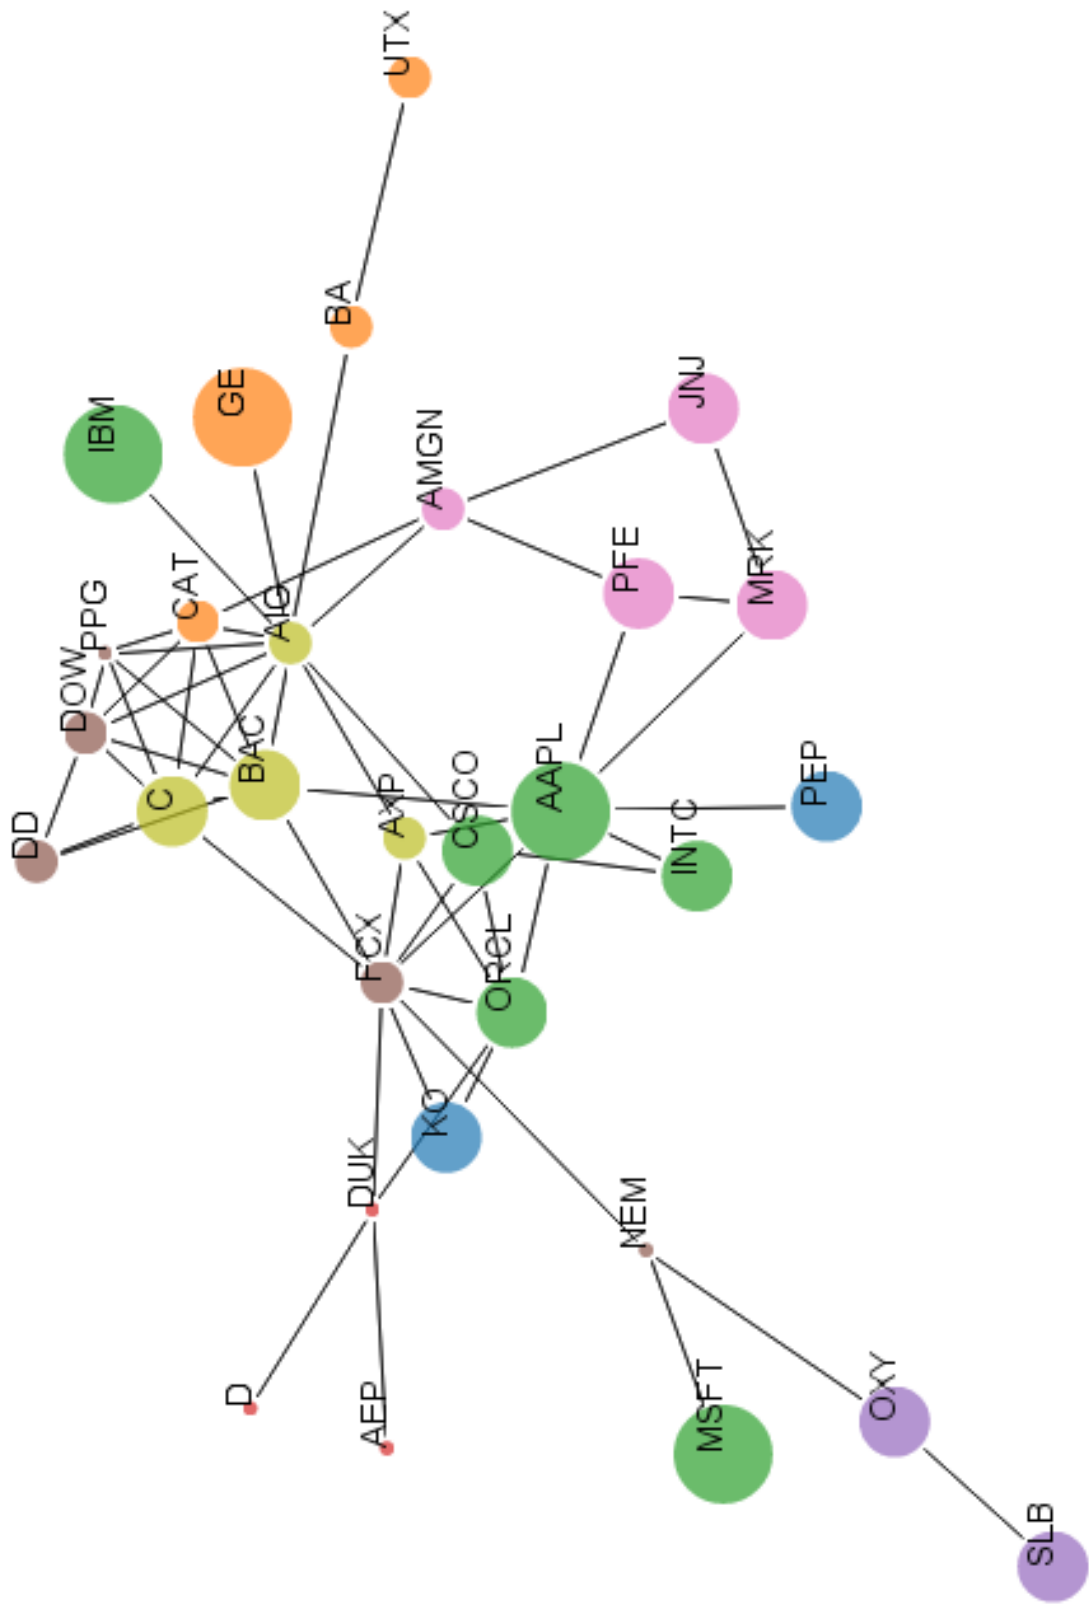 UTX
BA
JNJ
GE
IBM
AMGN
PFE
MRK
CAT
PPG
AIG
DOW
BAC
C
DD
AXP
CSCO
AAPL
PEP
INTC
FCX
ORCL
KO
DUK
NEM
D
AEP
MSFT
OXY
SLB